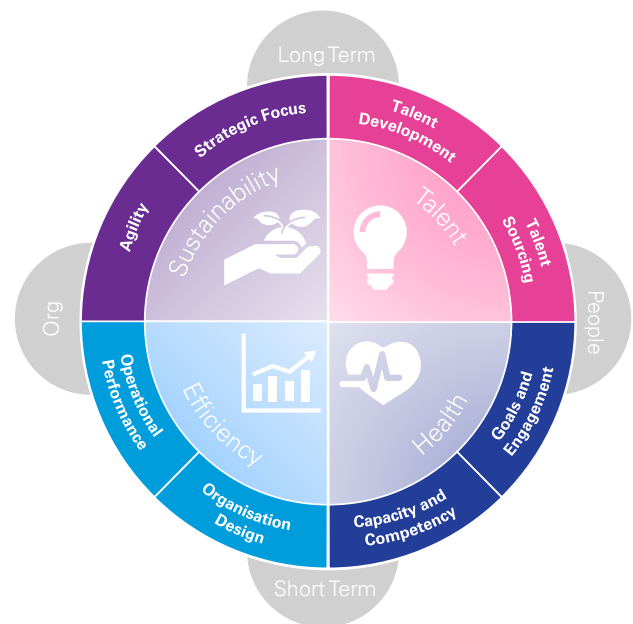 Long Term
Strategic Focus
Talent
Development
Sustainability
Talent
Agility
Talent
Sourcing
Org
People
Operational
Performance
Efficiency
Health
Goals and
Engagement
Organisation
Design
Capacity and
Competency
Short Term